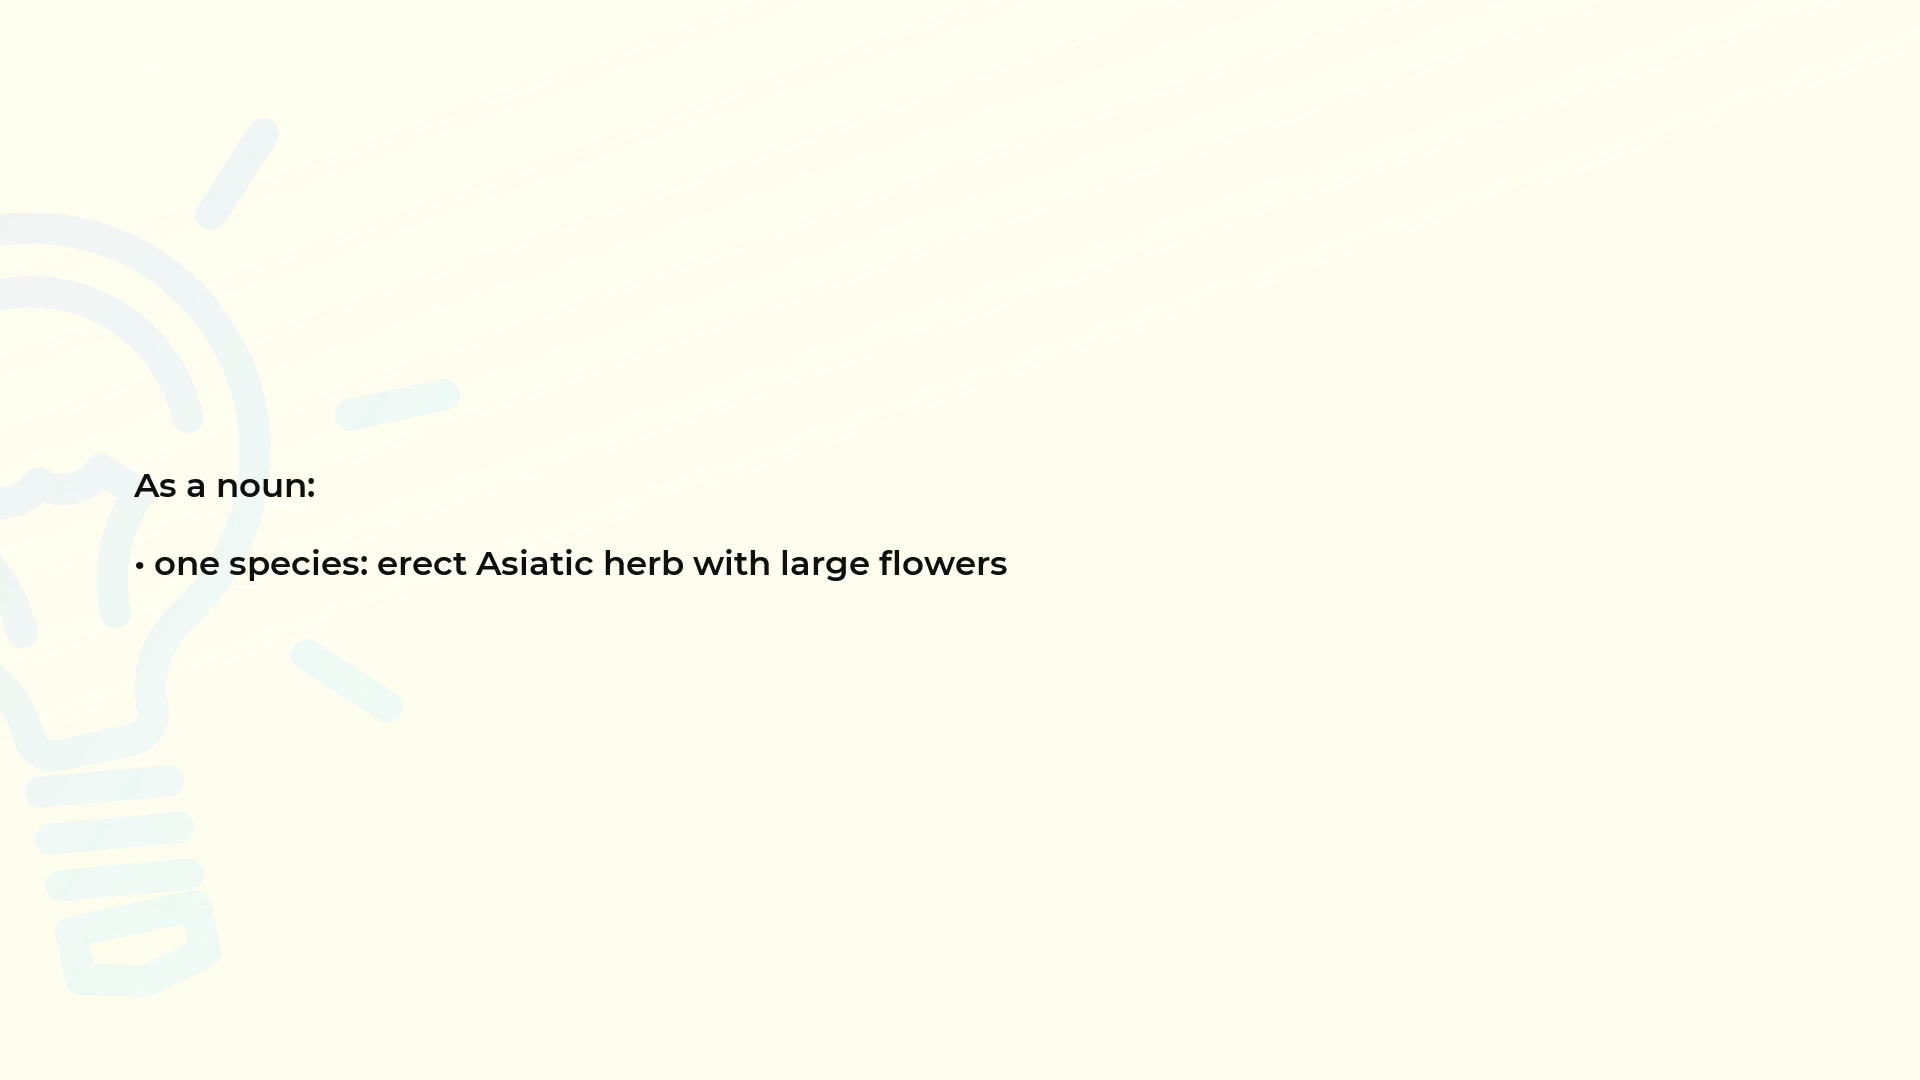 As a noun:
• one species: erect Asiatic herb with large flowers